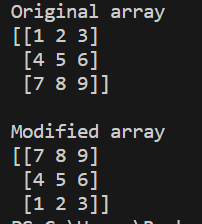 Original array
[[1 2 3]
 [4 5 6]
 [7 8 9]]

Modified array
[[7 8 9]
 [4 5 6]
 [1 2 3]]